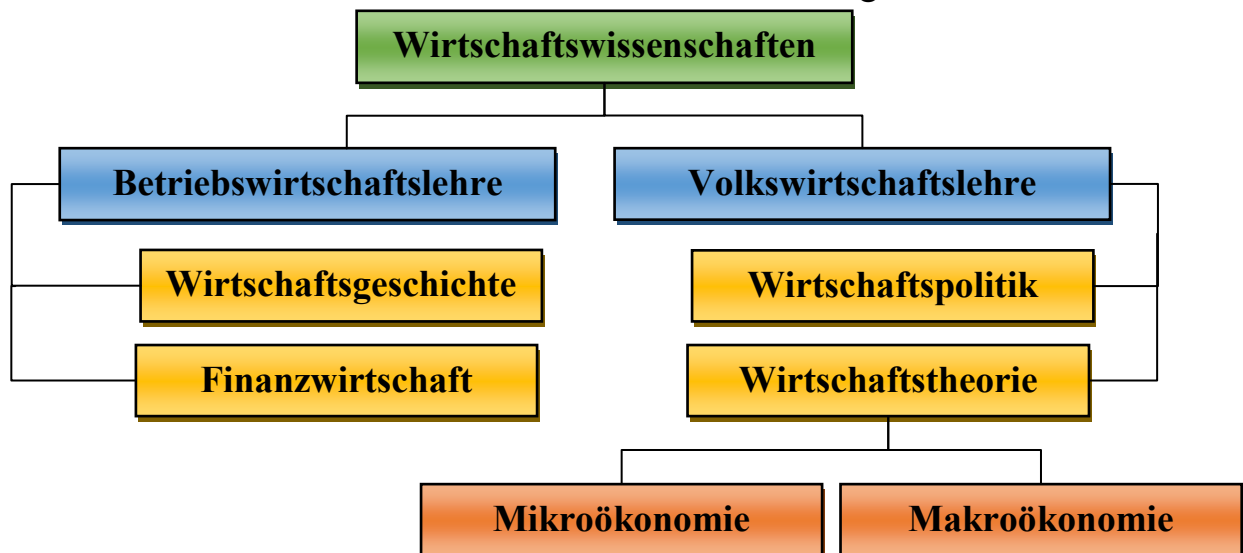 Wirtschaftswissenschaften
Betriebswirtschaftslehre
Volkswirtschaftslehre
Wirtschaftsgeschichte
Wirtschaftspolitik
Finanzwirtschaft
Wirtschaftstheorie
Mikroökonomie
Makroökonomie